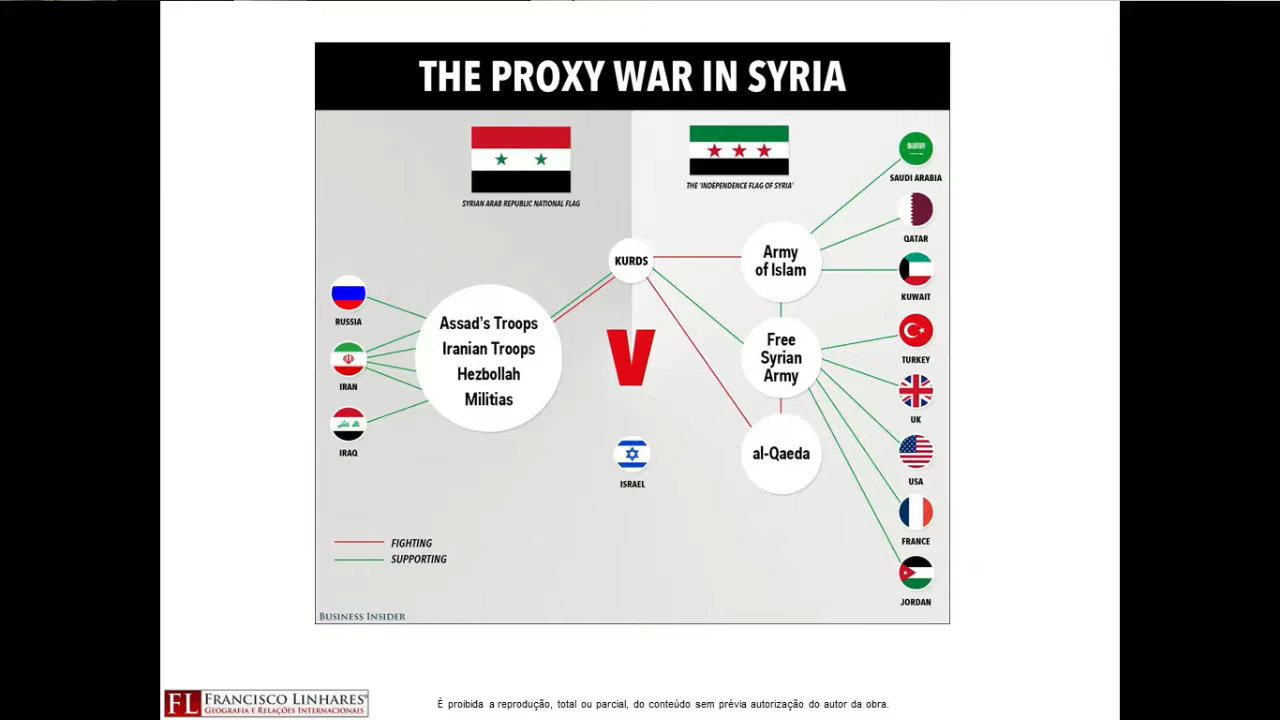 THE PROXY WAR IN SYRIA
SYRIAN ARAB REPUBLIC NATIONAL FLAG
THE 'INDEPENDENCE FLAG OF SYRIA'
SAUDI ARABIA
QATAR
KUWAIT
TURKEY
UK
USA
FRANCE
JORDAN
KURDS
Army
of Islam
Free
Syrian
Army
al-Qaeda
RUSSIA
IRAN
IRAQ
Assad's Troops
Iranian Troops
Hezbollah
Militias
V
ISRAEL
FIGHTING
SUPPORTING
BUSINESS INSIDER
FL FRANCISCO LINHARES®
GEOGRAFIA E RELAÇÕES INTERNACIONAIS
É proibida a reprodução, total ou parcial, do conteúdo sem prévia autorização do autor da obra.